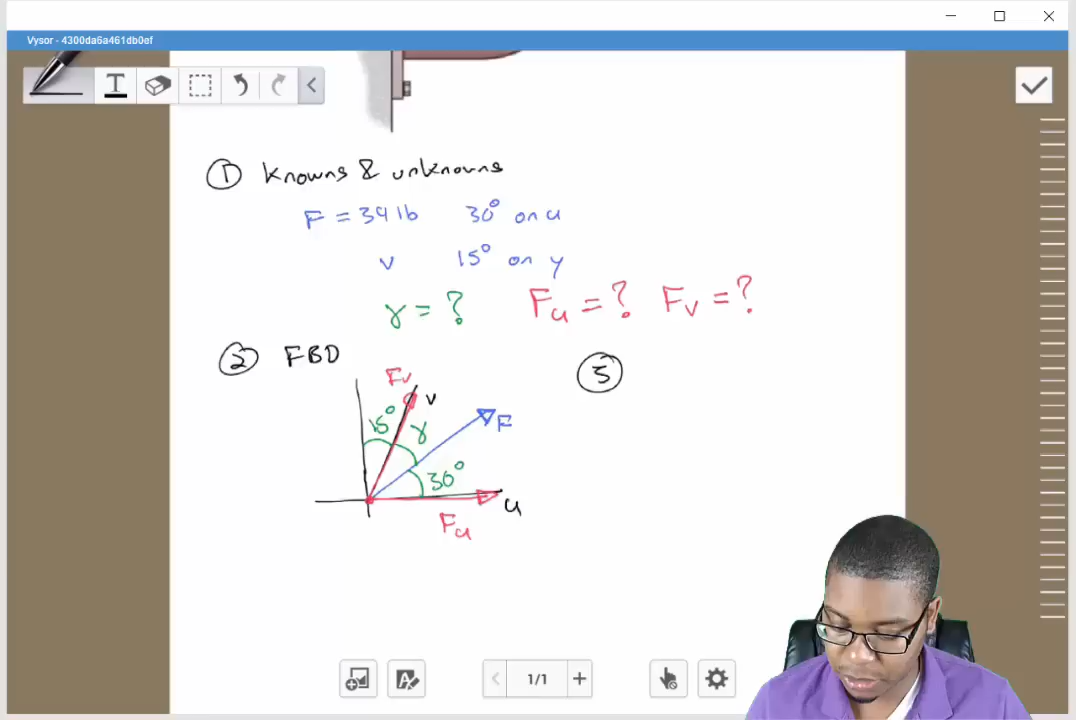 Vysor - 4300da6a461db0ef
T
① Knowns & unknowns
F = 34 lb 30° on u
v 15° on y
γ = ? Fu = ? Fv = ?
② FBD
③
Fv
v
15°
γ
F
30°
u
Fu
A
1/1